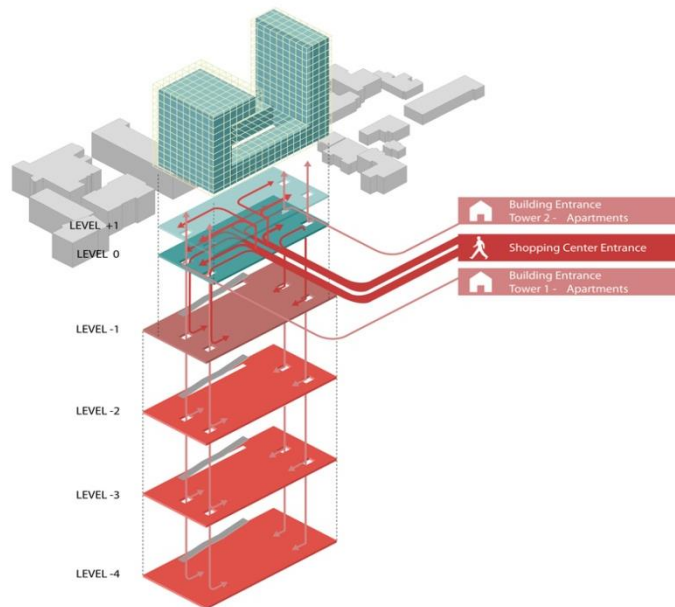 LEVEL +1
LEVEL 0
LEVEL -1
LEVEL -2
LEVEL -3
LEVEL -4
Building Entrance
Tower 2 - Apartments
Shopping Center Entrance
Building Entrance
Tower 1 - Apartments